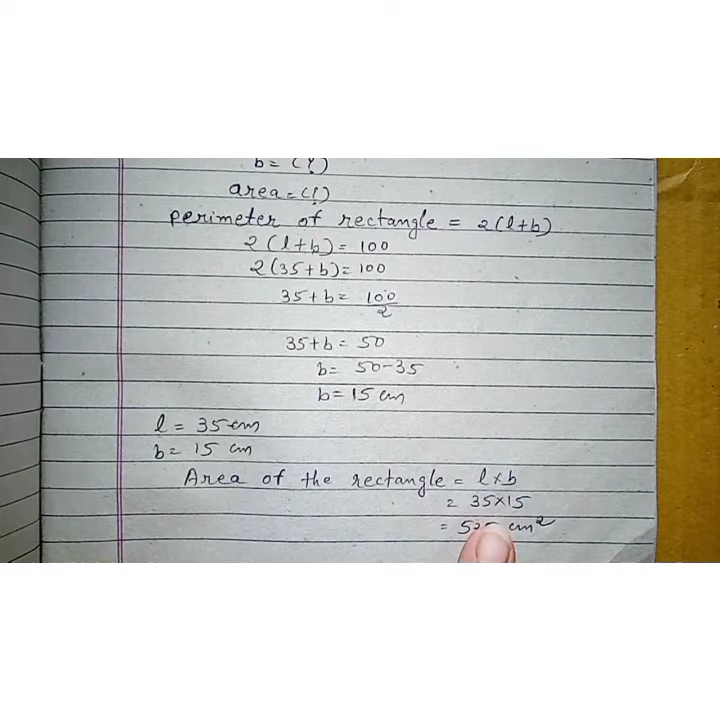 b = (?)
area = (?)
perimeter of rectangle = 2(l+b)
2(l+b) = 100
2(35+b) = 100
35+b = 100/2
35+b = 50
b = 50-35
b = 15 cm
l = 35 cm
b = 15 cm
Area of the rectangle = l×b
= 35×15
= cm²